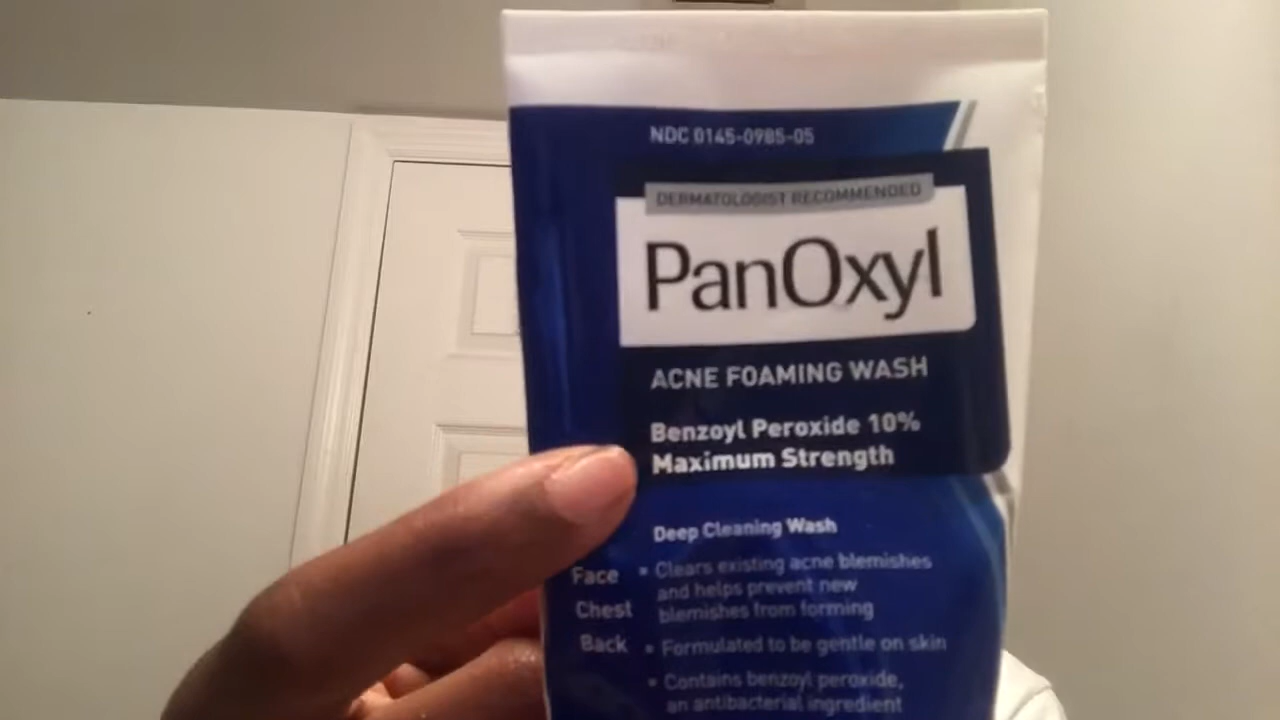 NDC 0145-0985-05
DERMATOLOGIST RECOMMENDED
PanOxyl
ACNE FOAMING WASH
Benzoyl Peroxide 10%
Maximum Strength
Deep Cleaning Wash
Face
Chest
Back
• Clears existing acne blemishes
and helps prevent new
blemishes from forming
• Formulated to be gentle on skin
• Contains benzoyl peroxide,
an antibacterial ingredient